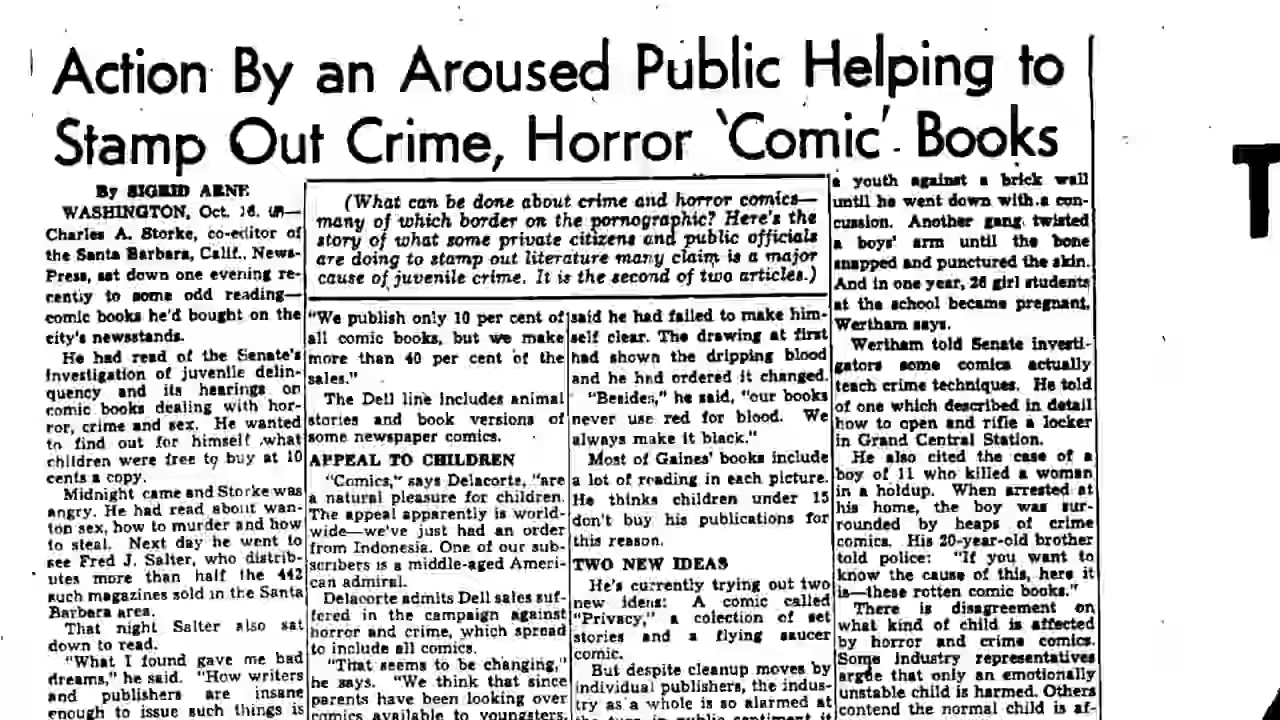 Action By an Aroused Public Helping to
Stamp Out Crime, Horror 'Comic' Books
By SIGRID ARNE
WASHINGTON, Oct. 16. (AP)—
Charles A. Storke, co-editor of
the Santa Barbara, Calif., News-
Press, sat down one evening re-
cently to some odd reading—
comic books he'd bought on the
city's newsstands.
He had read of the Senate's
investigation of juvenile delin-
quency and its hearings on
comic books dealing with hor-
ror, crime and sex. He wanted
to find out for himself what
children were free to buy at 10
cents a copy.
Midnight came and Storke was
angry. He had read about wan-
ton sex, how to murder and how
to steal. Next day he went to
see Fred J. Salter, who distrib-
utes more than half the 442
such magazines sold in the Santa
Barbara area.
That night Salter also sat
down to read.
"What I found gave me bad
dreams," he said. "How writers
and publishers are insane
enough to issue such things is
(What can be done about crime and horror comics—
many of which border on the pornographic? Here's the
story of what some private citizens and public officials
are doing to stamp out literature many claim is a major
cause of juvenile crime. It is the second of two articles.)
"We publish only 10 per cent of
all comic books, but we make
more than 40 per cent of the
sales."
The Dell line includes animal
stories and book versions of
some newspaper comics.
APPEAL TO CHILDREN
"Comics," says Delacorte, "are
a natural pleasure for children.
The appeal apparently is world-
wide—we've just had an order
from Indonesia. One of our sub-
scribers is a middle-aged Ameri-
can admiral.
Delacorte admits Dell sales suf-
fered in the campaign against
horror and crime, which spread
to include all comics.
"That seems to be changing,"
he says. "We think that since
parents have been looking over
comics available to youngsters,
said he had failed to make him-
self clear. The drawing at first
had shown the dripping blood
and he had ordered it changed.
"Besides," he said, "our books
never use red for blood. We
always make it black."
Most of Gaines' books include
a lot of reading in each picture.
He thinks children under 15
don't buy his publications for
this reason.
TWO NEW IDEAS
He's currently trying out two
new ideas: A comic called
"Privacy," a colection of set
stories and a flying saucer
comic.
But despite cleanup moves by
individual publishers, the indus-
try as a whole is so alarmed at
the turn in public sentiment it
a youth against a brick wall
until he went down with a con-
cussion. Another gang twisted
a boys' arm until the bone
snapped and punctured the skin.
And in one year, 26 girl students
at the school became pregnant,
Wertham says.
Wertham told Senate investi-
gators some comics actually
teach crime techniques. He told
of one which described in detail
how to open and rifle a locker
in Grand Central Station.
He also cited the case of a
boy of 11 who killed a woman
in a holdup. When arrested at
his home, the boy was sur-
rounded by heaps of crime
comics. His 20-year-old brother
told police: "If you want to
know the cause of this, here it
is—these rotten comic books."
There is disagreement on
what kind of child is affected
by horror and crime comics.
Some industry representatives
argue that only an emotionally
unstable child is harmed. Others
contend the normal child is af-
T